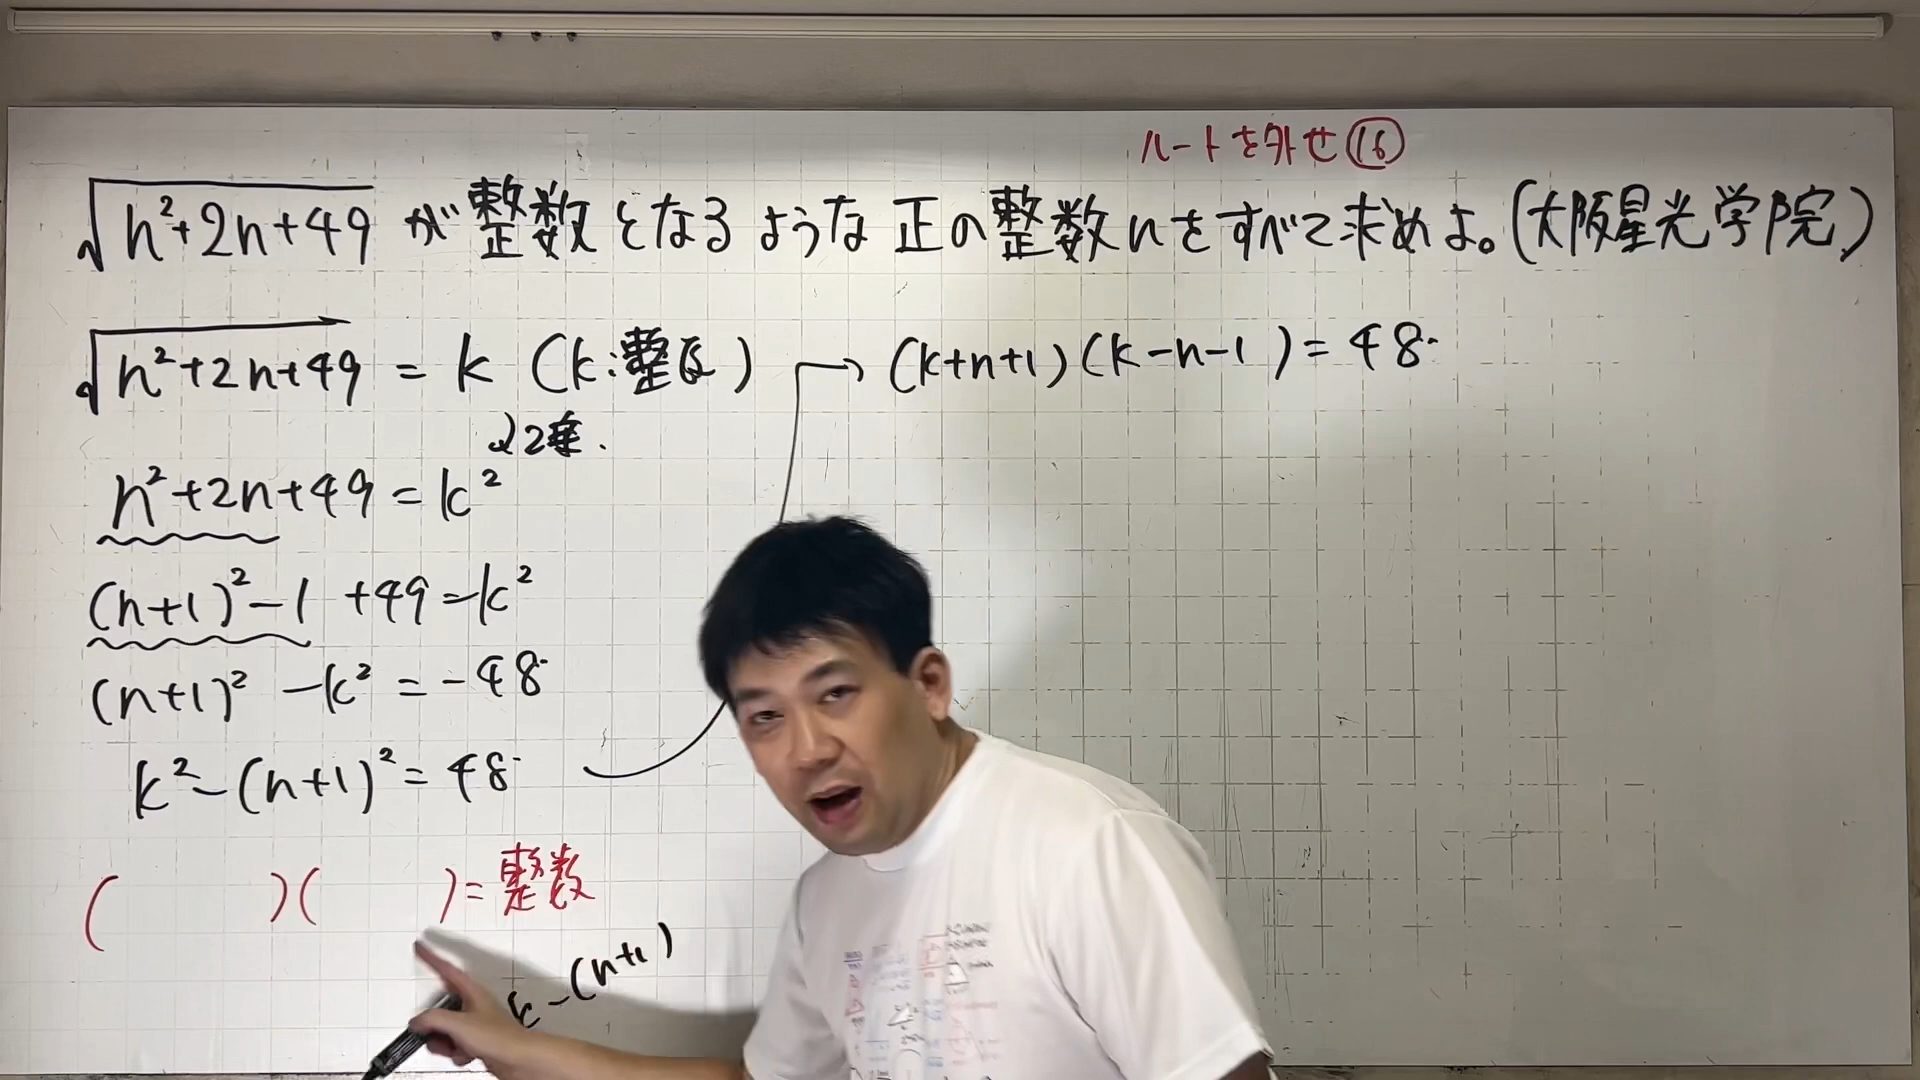 ルートを外せ⑯
√(n²+2n+49) が整数となるような正の整数nをすべて求めよ。(大阪星光学院)
√(n²+2n+49) = k (k:整数) → (k+n+1)(k-n-1)=48
↓2乗
n²+2n+49=k²
(n+1)²-1+49=k²
(n+1)²-k²=-48
k²-(n+1)²=48
( )( )=整数
k-(n+1)